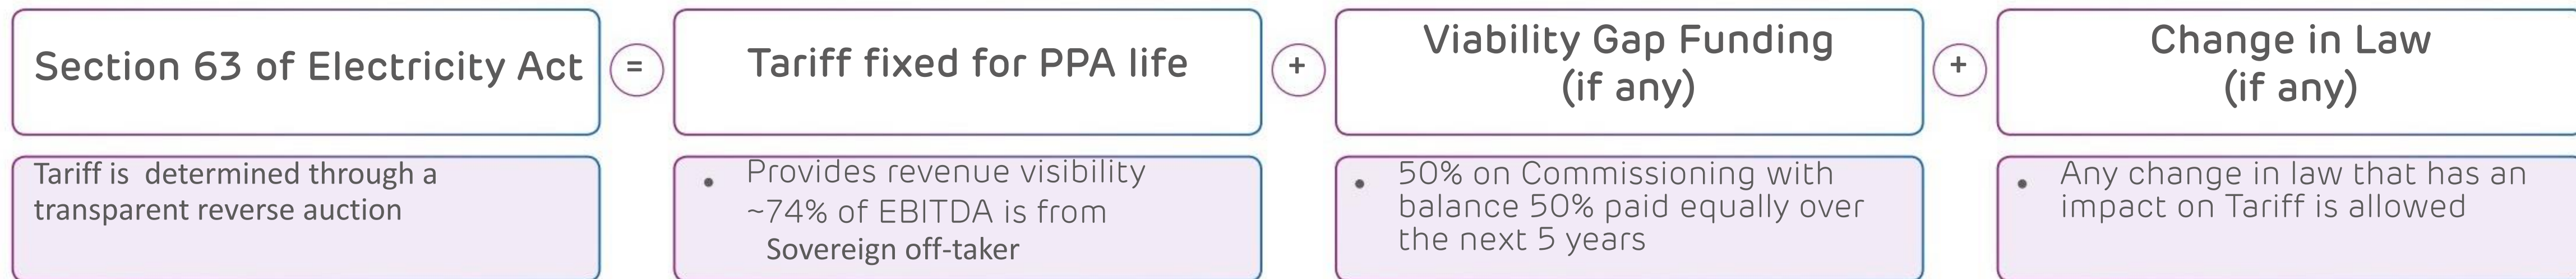 Section 63 of Electricity Act
=
Tariff fixed for PPA life
+
Viability Gap Funding
(if any)
+
Change in Law
(if any)
Tariff is determined through a
transparent reverse auction
• Provides revenue visibility
~74% of EBITDA is from
Sovereign off-taker
• 50% on Commissioning with
balance 50% paid equally over
the next 5 years
• Any change in law that has an
impact on Tariff is allowed